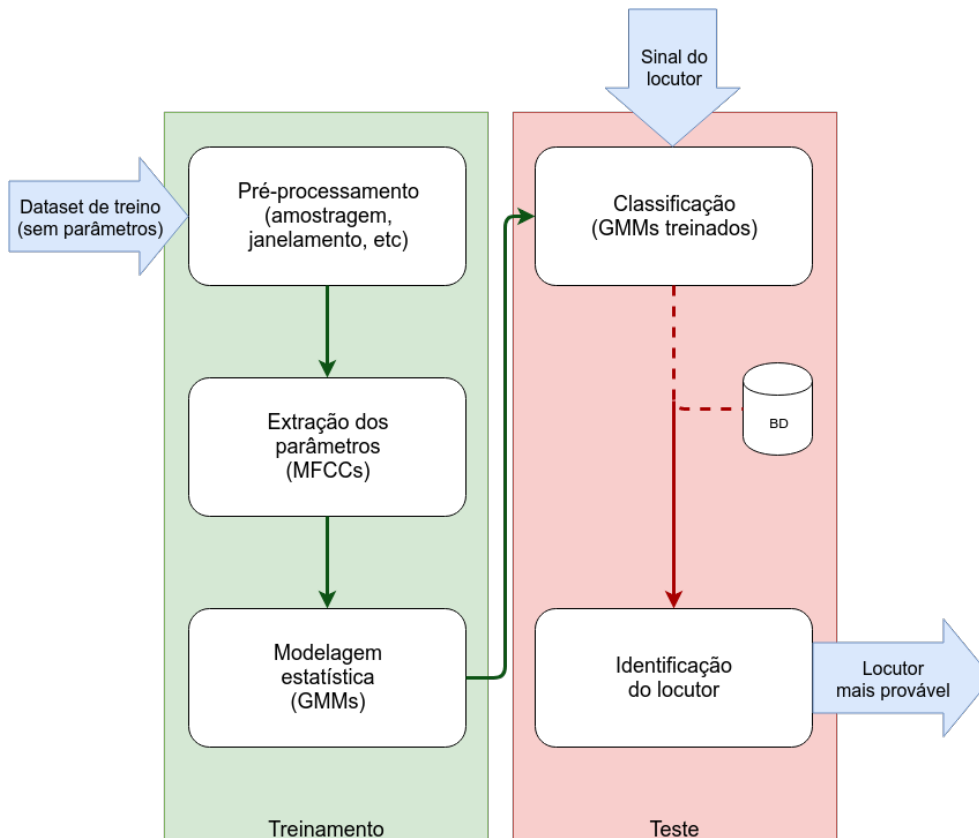 Sinal do
locutor
Dataset de treino
(sem parâmetros)
Pré-processamento
(amostragem,
janelamento, etc)
Extração dos
parâmetros
(MFCCs)
Modelagem
estatística
(GMMs)
Treinamento
Classificação
(GMMs treinados)
BD
Identificação
do locutor
Locutor
mais provável
Teste